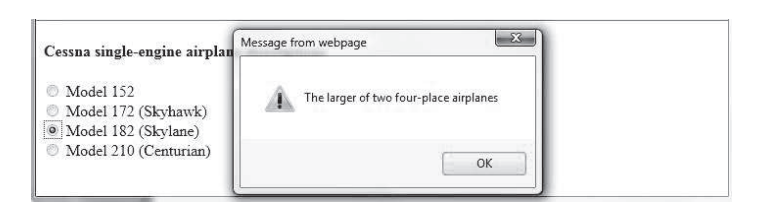 Cessna single-engine airplan
Model 152
Model 172 (Skyhawk)
Model 182 (Skylane)
Model 210 (Centurian)
Message from webpage
The larger of two four-place airplanes
OK